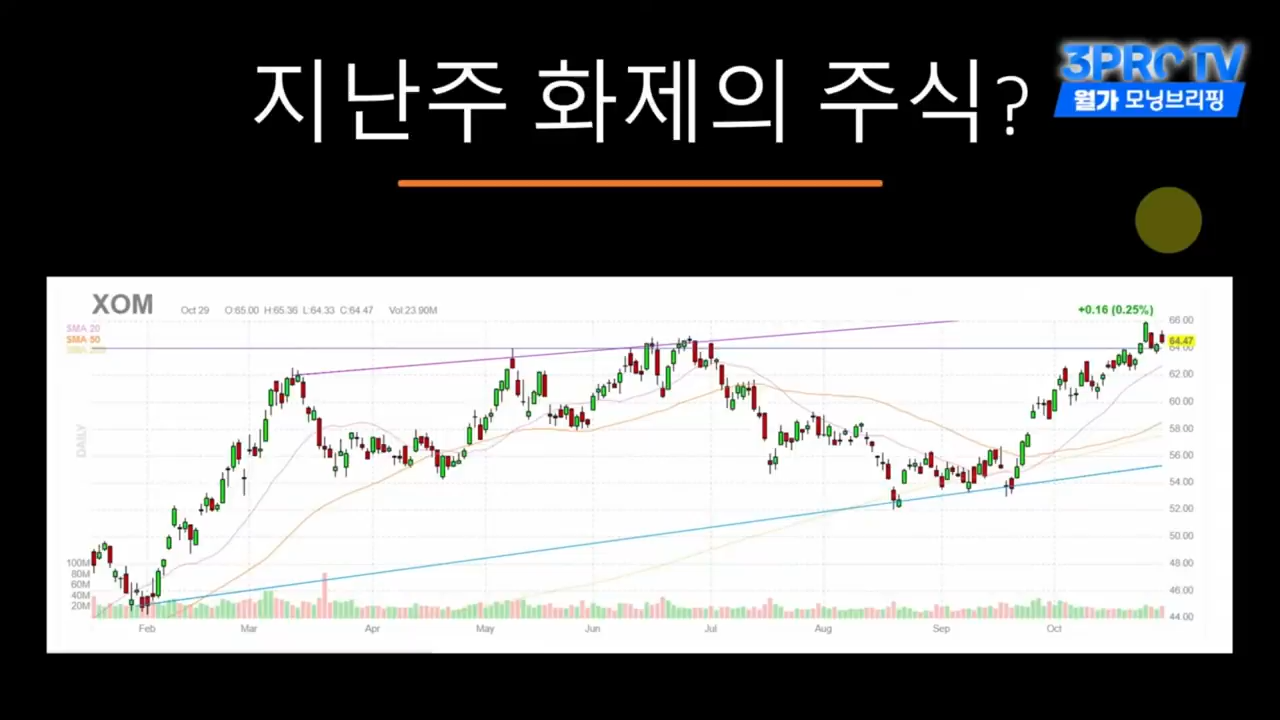 지난주 화제의 주식?
3PRO TV
월가 모닝브리핑
XOM
Oct 29 O:65.00 H:65.36 L:64.33 C:64.47 Vol 23.90M
+0.16 (0.25%)
SMA 20
SMA 50
SMA 200
DAILY
66.00
64.47
64.00
62.00
60.00
58.00
56.00
54.00
52.00
50.00
48.00
46.00
44.00
100M
80M
60M
40M
20M
Feb Mar Apr May Jun Jul Aug Sep Oct